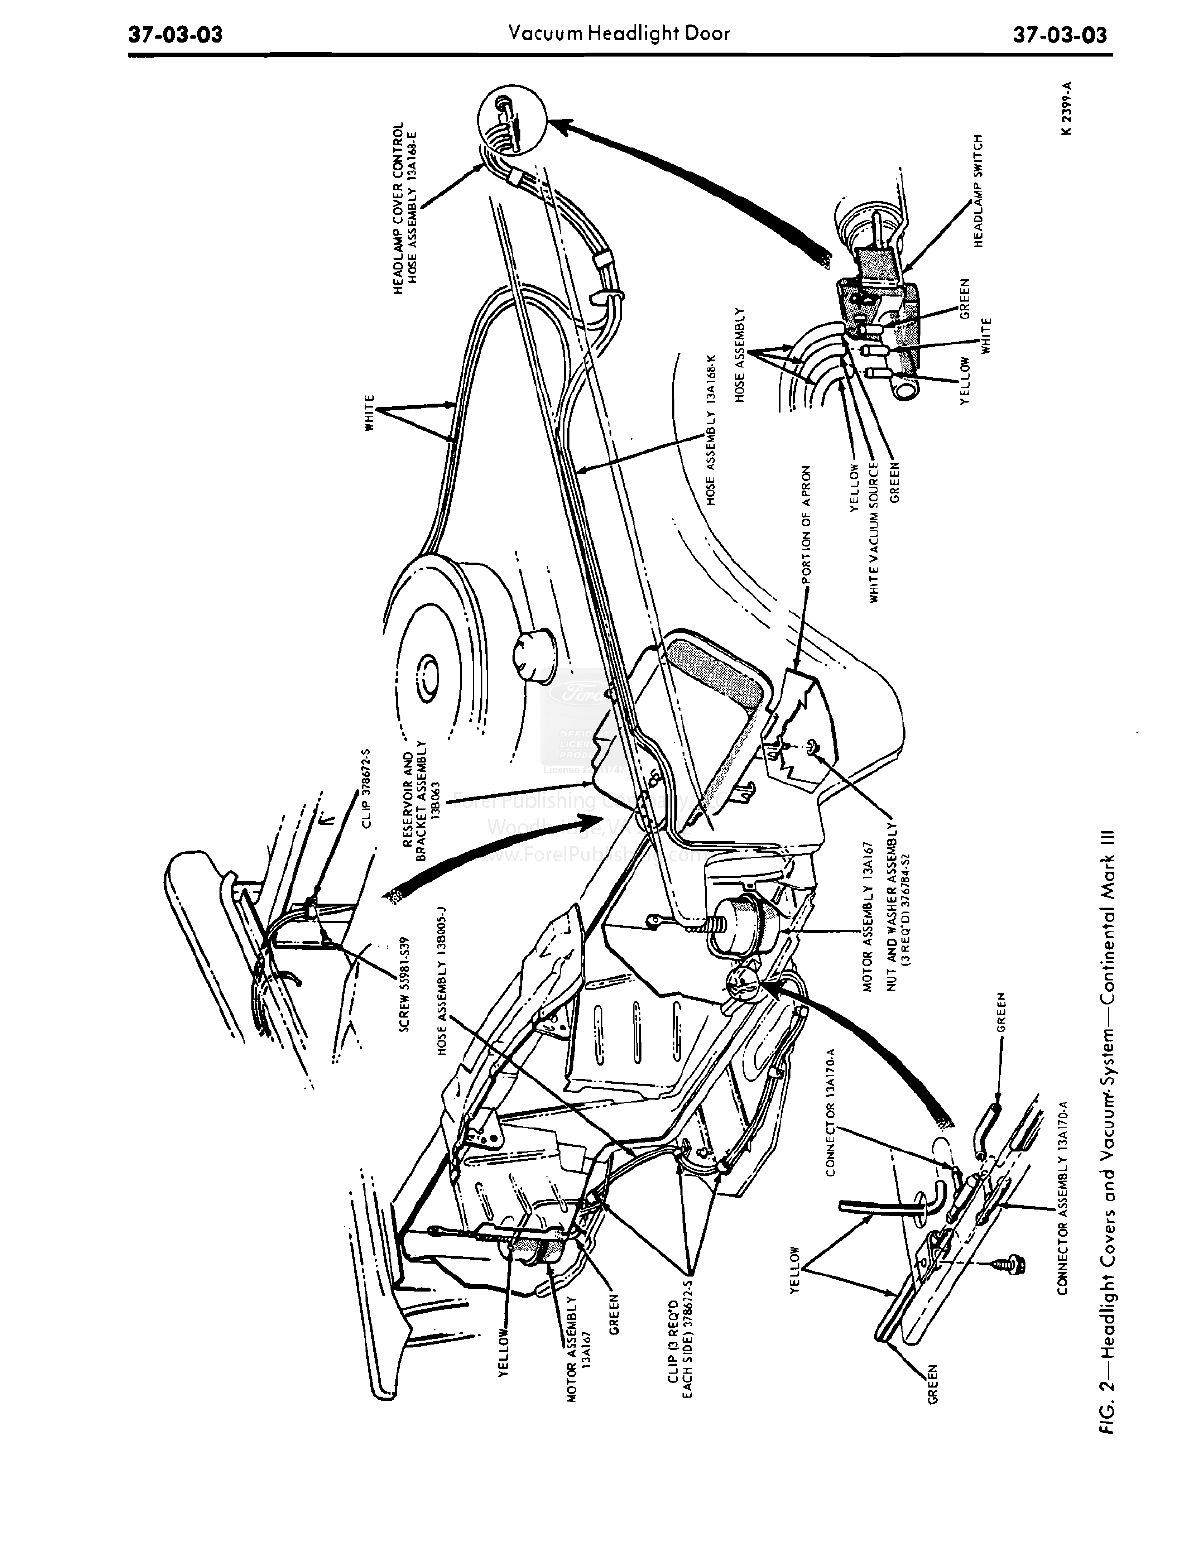 37-03-03
Vacuum Headlight Door
37-03-03
K 2399-A
HEADLAMP COVER CONTROL
HOSE ASSEMBLY 13A168-E
WHITE
HEADLAMP SWITCH
GREEN
WHITE
YELLOW
HOSE ASSEMBLY
HOSE ASSEMBLY 13A168-K
YELLOW
WHITE VACUUM SOURCE
GREEN
PORTION OF APRON
CLIP 378672-S
RESERVOIR AND
BRACKET ASSEMBLY
13B063
SCREW 55981-S39
HOSE ASSEMBLY 13B005-J
MOTOR ASSEMBLY 13A167
NUT AND WASHER ASSEMBLY
(3 REQ'D) 376784-S2
GREEN
CONNECTOR 13A170-A
CONNECTOR ASSEMBLY 13A170-A
YELLOW
GREEN
YELLOW
MOTOR ASSEMBLY
13A167
GREEN
CLIP (3 REQ'D
EACH SIDE) 378672-S
FIG. 2—Headlight Covers and Vacuum System—Continental Mark III
Ford
Forel Publishing Company,
www.ForelPublishing.com